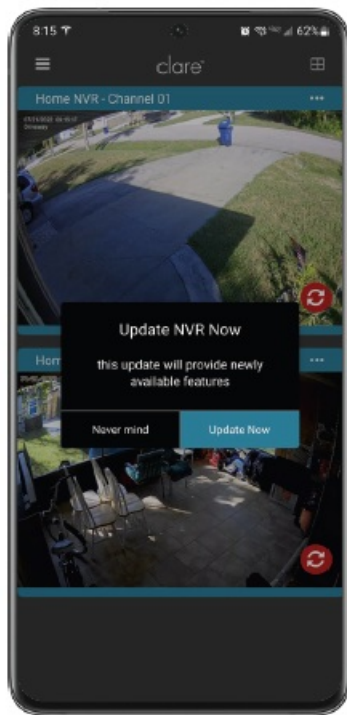 8:15
62%
clare
Home NVR - Channel 01
Driveway
Update NVR Now
this update will provide newly
available features
Hom
Never mind
Update Now